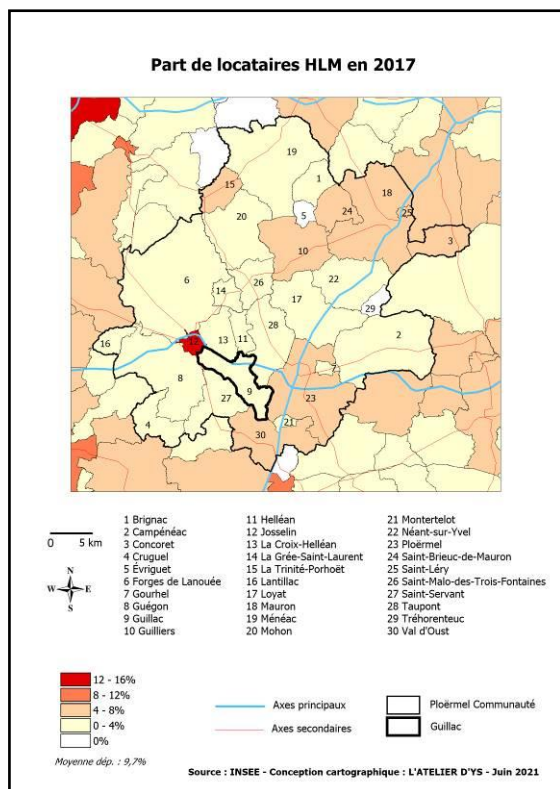 Part de locataires HLM en 2017
19
1
15
18
5
24
25
20
3
10
6
26
22
14
17
29
2
12
13
11
28
16
8
9
27
23
4
21
30
0 5 km
N
W E
S
1 Brignac
2 Campénéac
3 Concoret
4 Cruguel
5 Évriguet
6 Forges de Lanouée
7 Gourhel
8 Guégon
9 Guillac
10 Guilliers
11 Helléan
12 Josselin
13 La Croix-Helléan
14 La Grée-Saint-Laurent
15 La Trinité-Porhoët
16 Lantillac
17 Loyat
18 Mauron
19 Ménéac
20 Mohon
21 Montertelot
22 Néant-sur-Yvel
23 Ploërmel
24 Saint-Brieuc-de-Mauron
25 Saint-Léry
26 Saint-Malo-des-Trois-Fontaines
27 Saint-Servant
28 Taupont
29 Tréhorenteuc
30 Val d'Oust
12 - 16%
8 - 12%
4 - 8%
0 - 4%
0%
Moyenne dép. : 9,7%
Axes principaux
Axes secondaires
Ploërmel Communauté
Guillac
Source : INSEE - Conception cartographique : L'ATELIER D'YS - Juin 2021